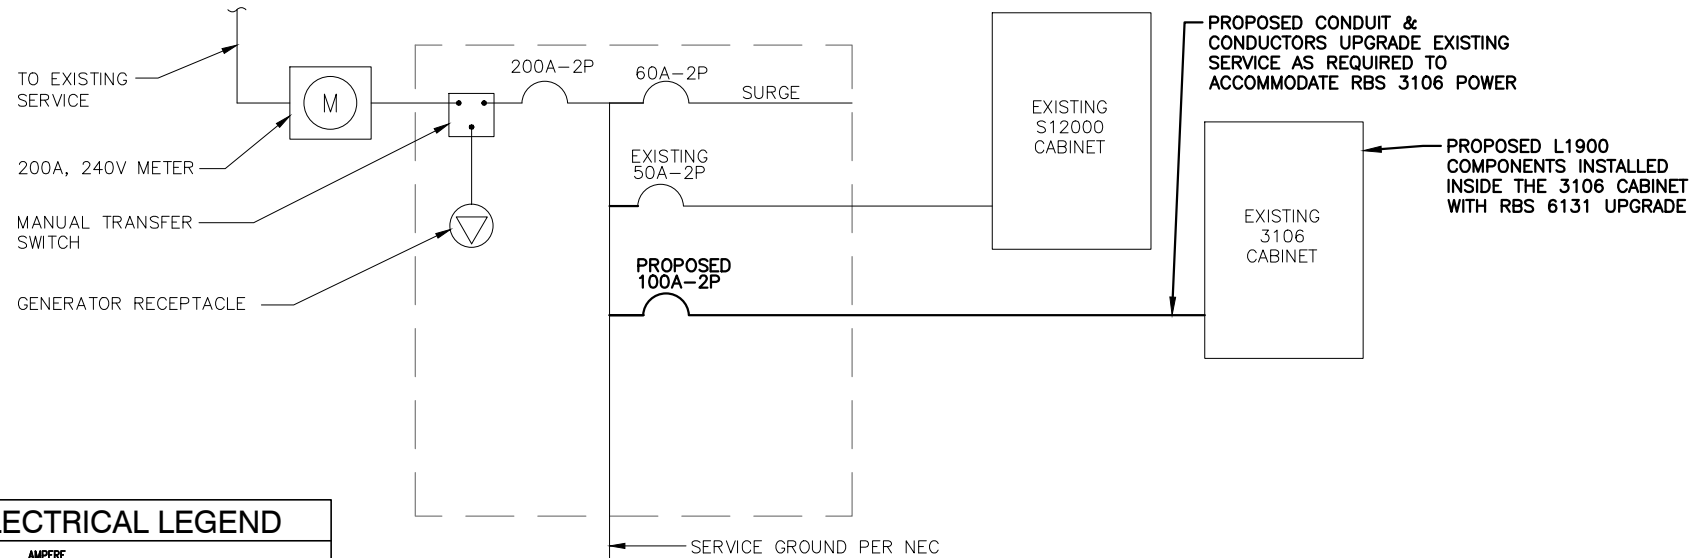 TO EXISTING
SERVICE
M
200A, 240V METER
MANUAL TRANSFER
SWITCH
GENERATOR RECEPTACLE
200A-2P
60A-2P
SURGE
EXISTING
50A-2P
PROPOSED
100A-2P
EXISTING
S12000
CABINET
PROPOSED CONDUIT &
CONDUCTORS UPGRADE EXISTING
SERVICE AS REQUIRED TO
ACCOMMODATE RBS 3106 POWER
EXISTING
3106
CABINET
PROPOSED L1900
COMPONENTS INSTALLED
INSIDE THE 3106 CABINET
WITH RBS 6131 UPGRADE
SERVICE GROUND PER NEC
LECTRICAL LEGEND
AMPERE